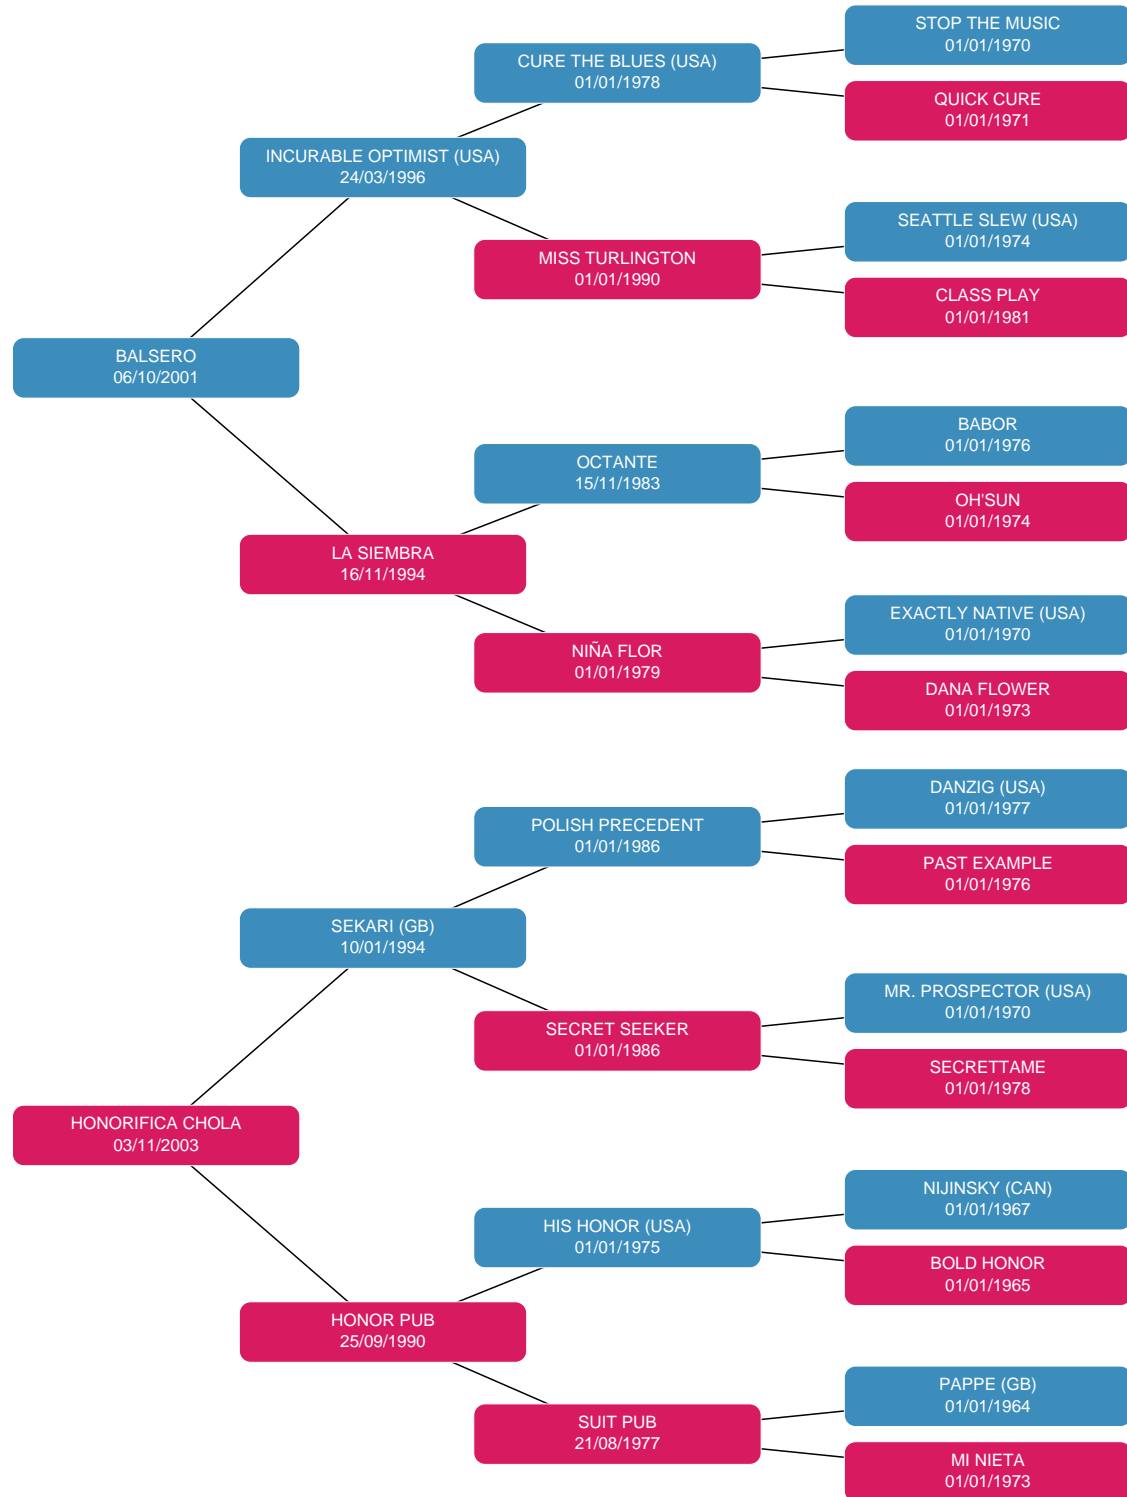 STOP THE MUSIC
01/01/1970
CURE THE BLUES (USA)
01/01/1978
QUICK CURE
01/01/1971
INCURABLE OPTIMIST (USA)
24/03/1996
SEATTLE SLEW (USA)
01/01/1974
MISS TURLINGTON
01/01/1990
CLASS PLAY
01/01/1981
BALSERO
06/10/2001
BABOR
01/01/1976
OCTANTE
15/11/1983
OH'SUN
01/01/1974
LA SIEMBRA
16/11/1994
EXACTLY NATIVE (USA)
01/01/1970
NIÑA FLOR
01/01/1979
DANA FLOWER
01/01/1973
DANZIG (USA)
01/01/1977
POLISH PRECEDENT
01/01/1986
PAST EXAMPLE
01/01/1976
SEKARI (GB)
10/01/1994
MR. PROSPECTOR (USA)
01/01/1970
SECRET SEEKER
01/01/1986
SECRETTAME
01/01/1978
HONORIFICA CHOLA
03/11/2003
NIJINSKY (CAN)
01/01/1967
HIS HONOR (USA)
01/01/1975
BOLD HONOR
01/01/1965
HONOR PUB
25/09/1990
PAPPE (GB)
01/01/1964
SUIT PUB
21/08/1977
MI NIETA
01/01/1973